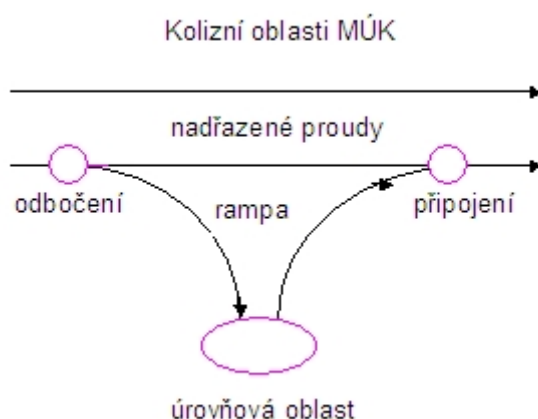 Kolizní oblasti MÚK
nadřazené proudy
odbočení
rampa
připojení
úrovňová oblast